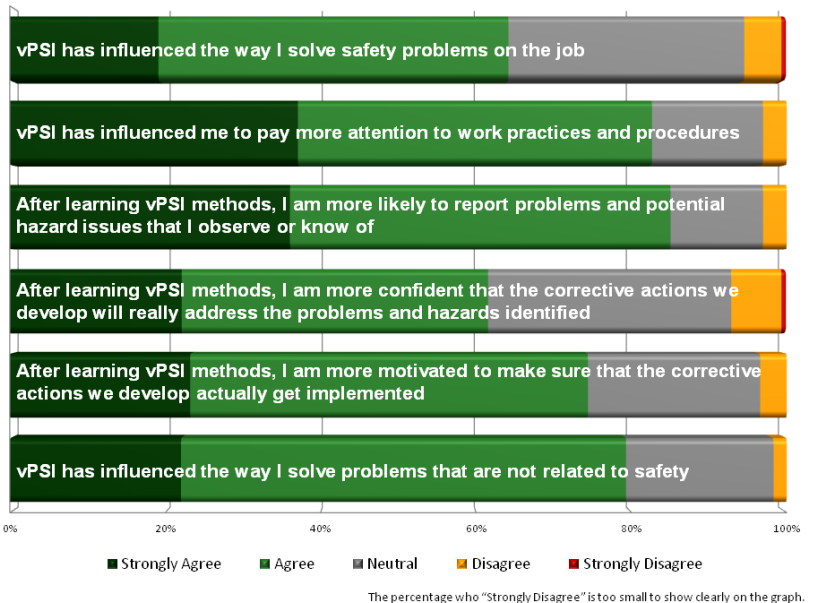 vPSI has influenced the way I solve safety problems on the job
vPSI has influenced me to pay more attention to work practices and procedures
After learning vPSI methods, I am more likely to report problems and potential
hazard issues that I observe or know of
After learning vPSI methods, I am more confident that the corrective actions we
develop will really address the problems and hazards identified
After learning vPSI methods, I am more motivated to make sure that the corrective
actions we develop actually get implemented
vPSI has influenced the way I solve problems that are not related to safety
0% 20% 40% 60% 80% 100%
Strongly Agree Agree Neutral Disagree Strongly Disagree
The percentage who "Strongly Disagree" is too small to show clearly on the graph.